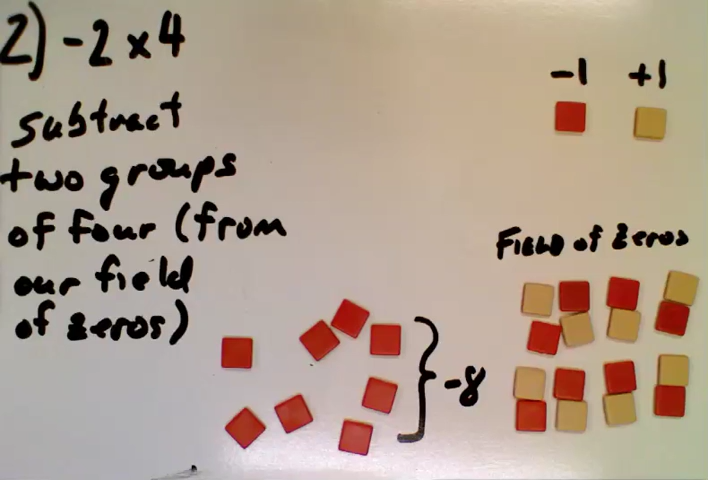 2) -2 x 4
subtract
two groups
of four (from
our field
of zeros)
-1 +1
Field of Zeros
} -8